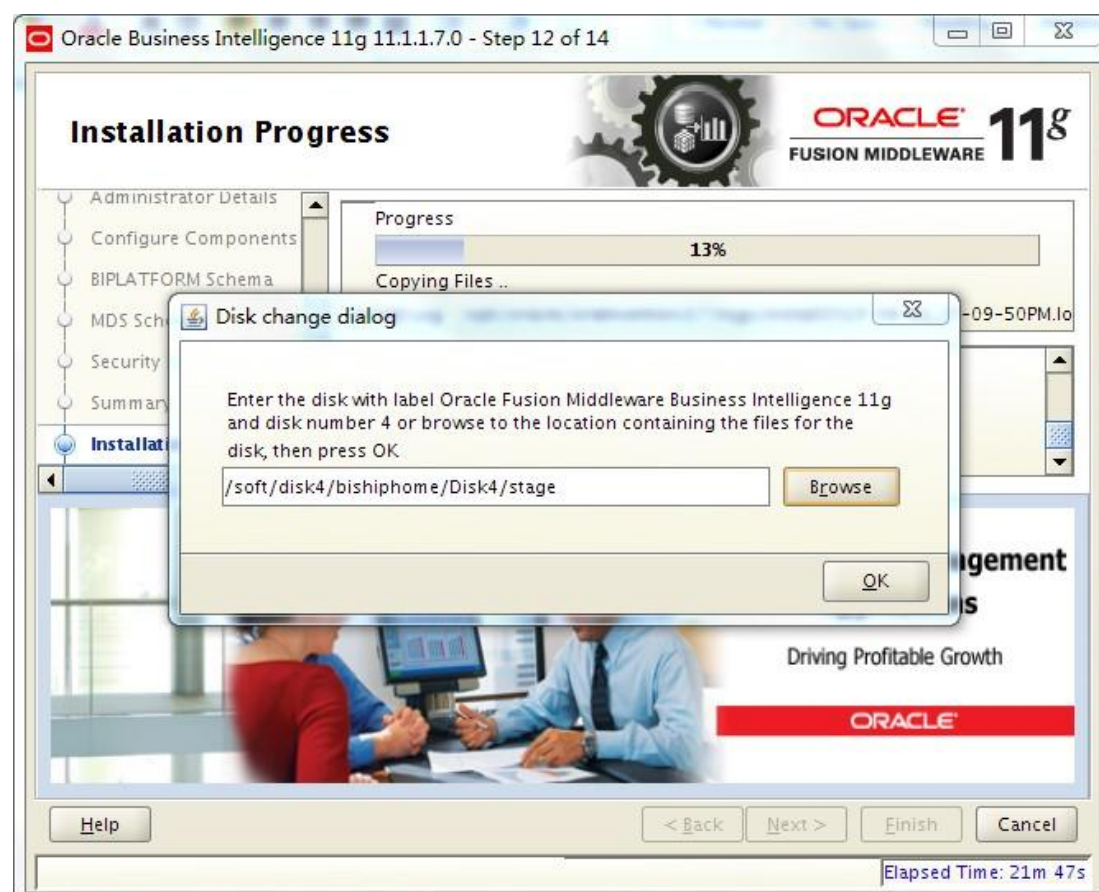 Oracle Business Intelligence 11g 11.1.1.7.0 - Step 12 of 14
Installation Progress
ORACLE
FUSION MIDDLEWARE
11g
Administrator Details
Configure Components
BIPLATFORM Schema
MDS Sch
Security
Summary
Installati
Progress
13%
Copying Files ..
-09-50PM.lo
Disk change dialog
Enter the disk with label Oracle Fusion Middleware Business Intelligence 11g
and disk number 4 or browse to the location containing the files for the
disk, then press OK
/soft/disk4/bishiphome/Disk4/stage
Browse
OK
gement
s
Driving Profitable Growth
ORACLE
Help
< Back
Next >
Finish
Cancel
Elapsed Time: 21m 47s